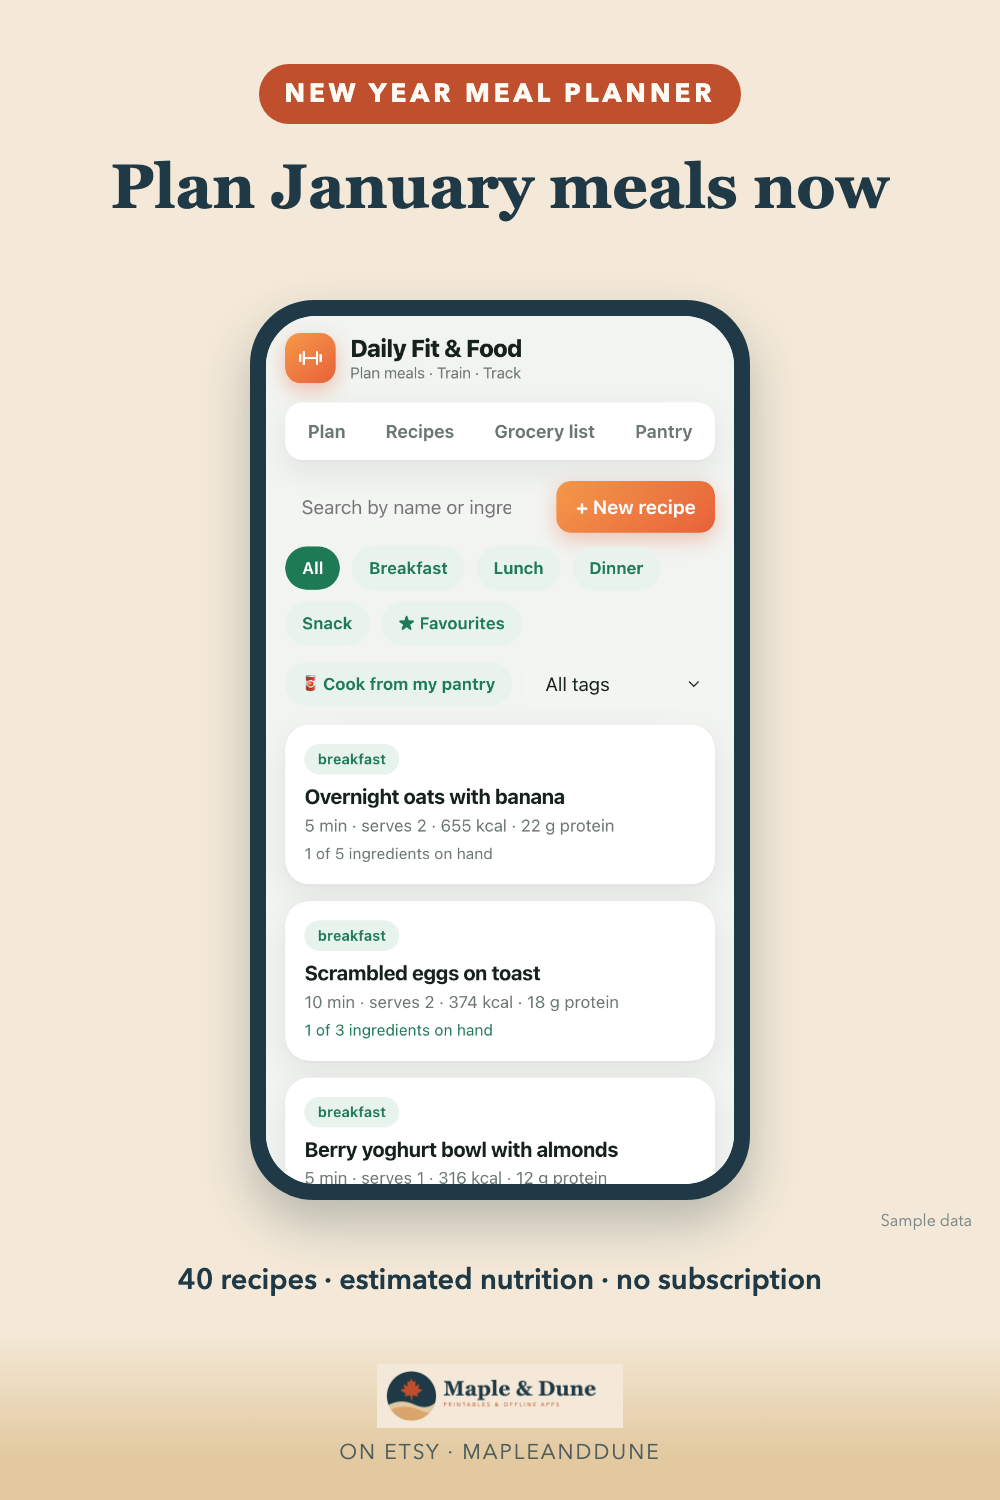 NEW YEAR MEAL PLANNER
Plan January meals now
Daily Fit & Food
Plan meals · Train · Track
Plan Recipes Grocery list Pantry
Search by name or ingre
+ New recipe
All Breakfast Lunch Dinner
Snack ★ Favourites
Cook from my pantry All tags
breakfast
Overnight oats with banana
5 min · serves 2 · 655 kcal · 22 g protein
1 of 5 ingredients on hand
breakfast
Scrambled eggs on toast
10 min · serves 2 · 374 kcal · 18 g protein
1 of 3 ingredients on hand
breakfast
Berry yoghurt bowl with almonds
5 min · serves 1 · 316 kcal · 12 g protein
Sample data
40 recipes · estimated nutrition · no subscription
Maple & Dune
PRINTABLES & OFFLINE APPS
ON ETSY · MAPLEANDDUNE